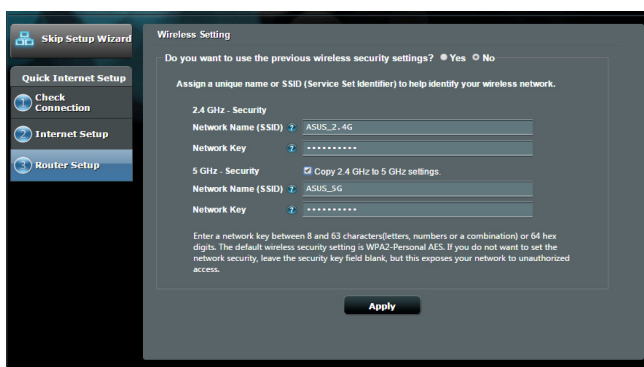 Skip Setup Wizard
Quick Internet Setup
1 Check
Connection
2 Internet Setup
3 Router Setup
Wireless Setting
Do you want to use the previous wireless security settings? Yes No
Assign a unique name or SSID (Service Set Identifier) to help identify your wireless network.
2.4 GHz - Security
Network Name (SSID) ? ASUS_2.4G
Network Key ? ••••••••••
5 GHz - Security Copy 2.4 GHz to 5 GHz settings.
Network Name (SSID) ? ASUS_5G
Network Key ? ••••••••••
Enter a network key between 8 and 63 characters(letters, numbers or a combination) or 64 hex
digits. The default wireless security setting is WPA2-Personal AES. If you do not want to set the
network security, leave the security key field blank, but this exposes your network to unauthorized
access.
Apply